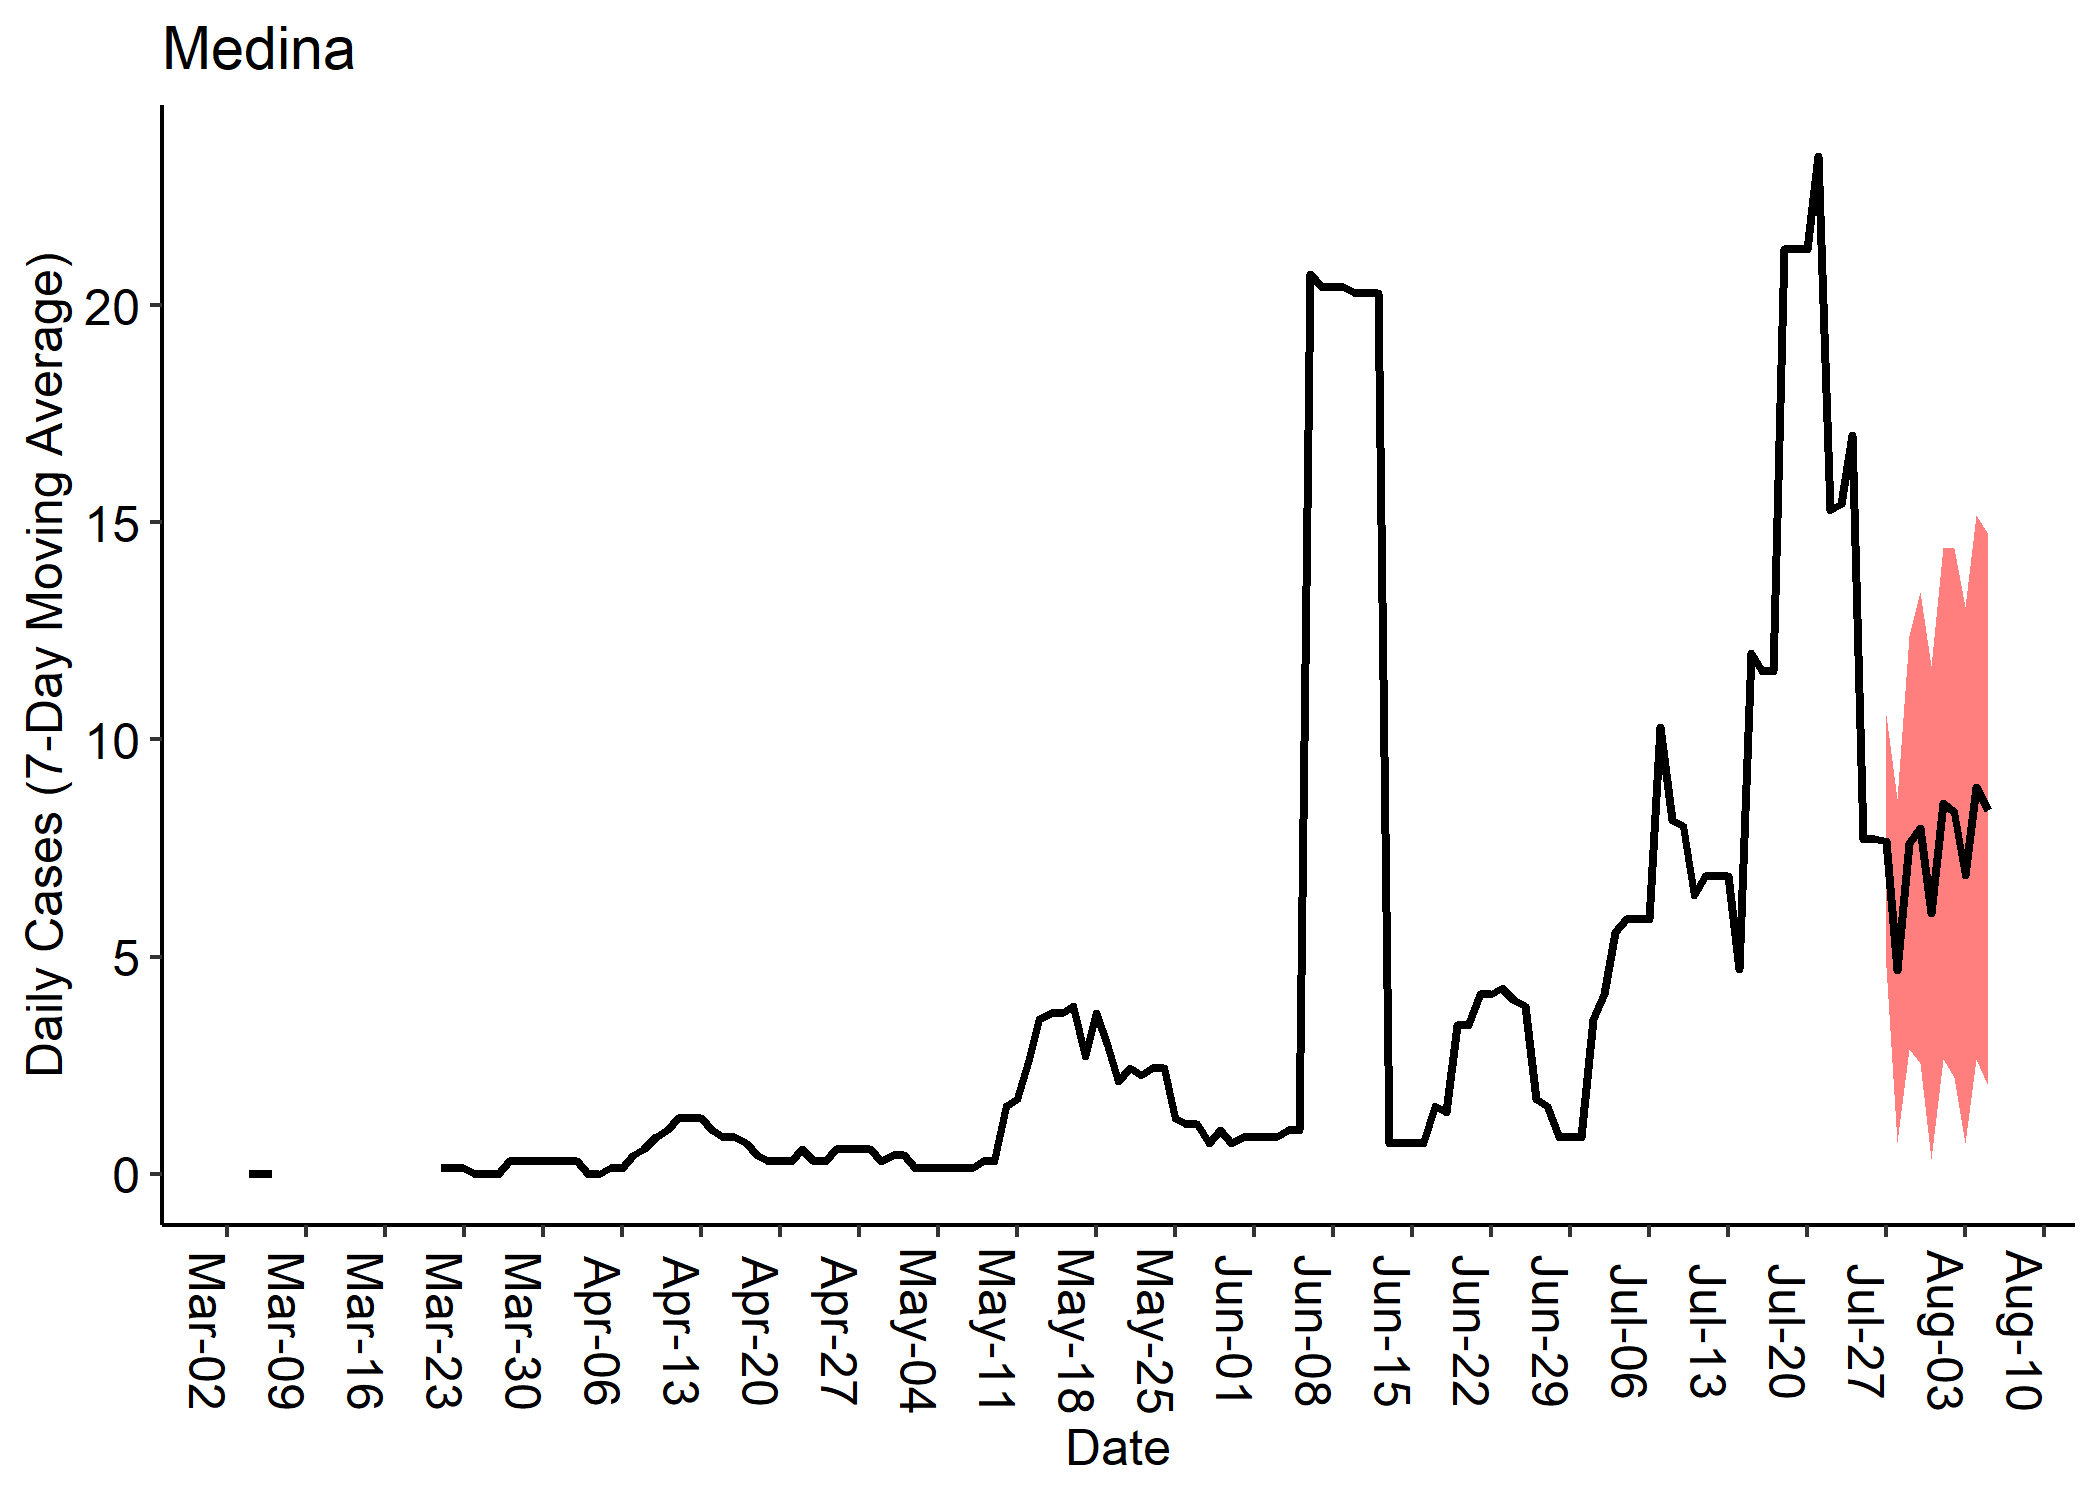 Medina
Daily Cases (7-Day Moving Average)
20
15
10
5
0
Mar-02
Mar-09
Mar-16
Mar-23
Mar-30
Apr-06
Apr-13
Apr-20
Apr-27
May-04
May-11
May-18
May-25
Jun-01
Jun-08
Jun-15
Jun-22
Jun-29
Jul-06
Jul-13
Jul-20
Jul-27
Aug-03
Aug-10
Date